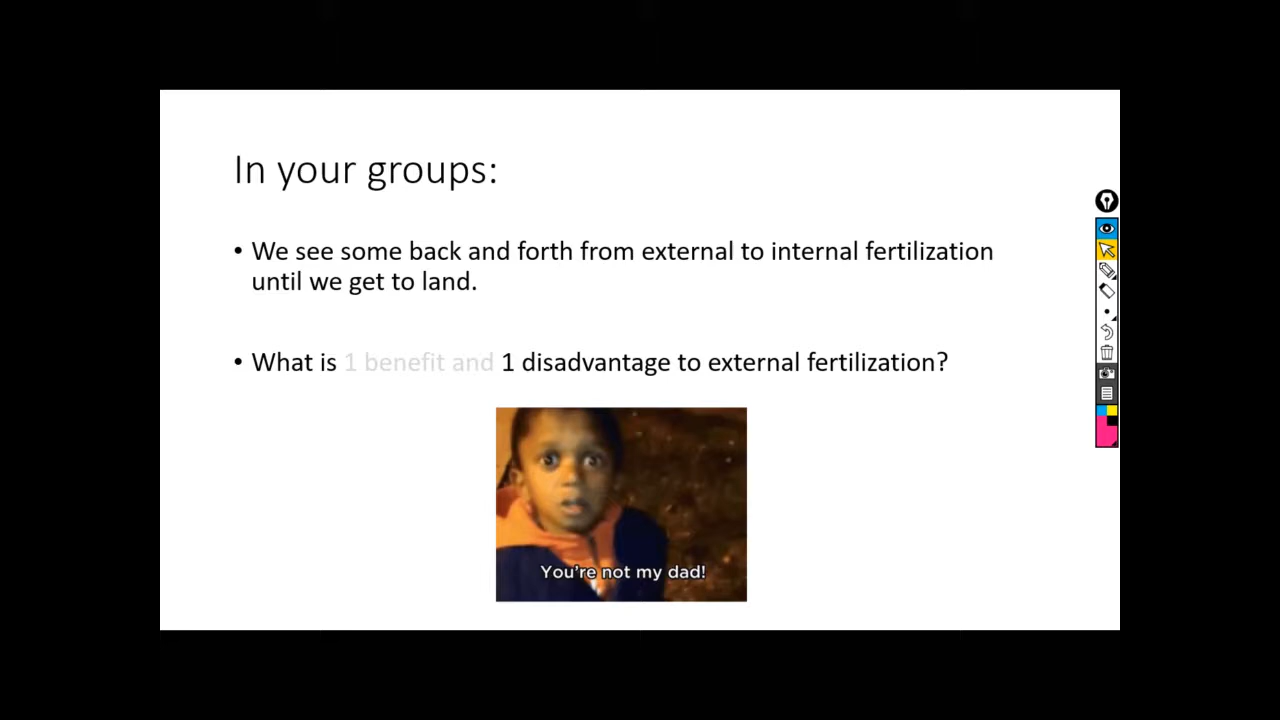 In your groups:
• We see some back and forth from external to internal fertilization
until we get to land.
• What is 1 benefit and 1 disadvantage to external fertilization?
You're not my dad!